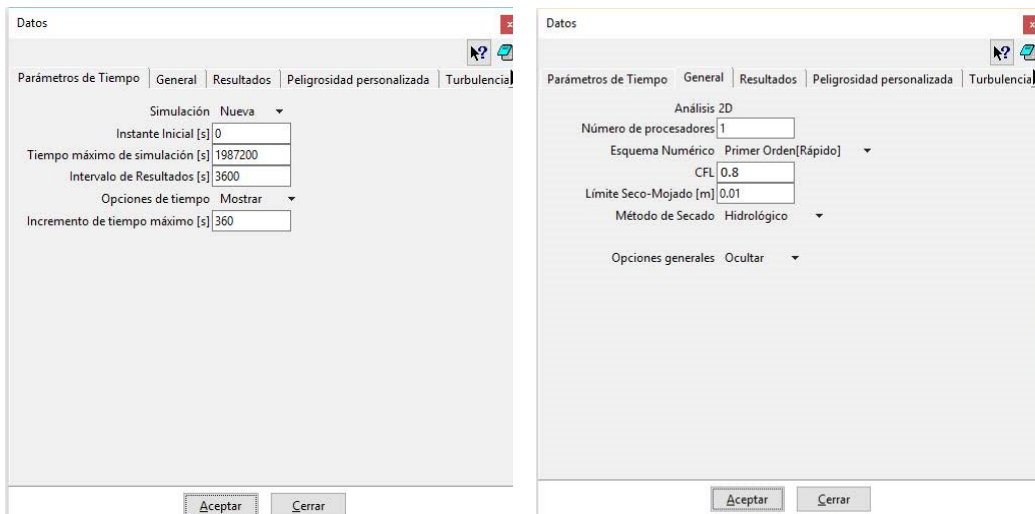 Datos
Parámetros de Tiempo General Resultados Peligrosidad personalizada Turbulencia
Simulación Nueva
Instante Inicial [s] 0
Tiempo máximo de simulación [s] 1987200
Intervalo de Resultados [s] 3600
Opciones de tiempo Mostrar
Incremento de tiempo máximo [s] 360
Aceptar Cerrar
Datos
Parámetros de Tiempo General Resultados Peligrosidad personalizada Turbulencia
Análisis 2D
Número de procesadores 1
Esquema Numérico Primer Orden[Rápido]
CFL 0.8
Límite Seco-Mojado [m] 0.01
Método de Secado Hidrológico
Opciones generales Ocultar
Aceptar Cerrar